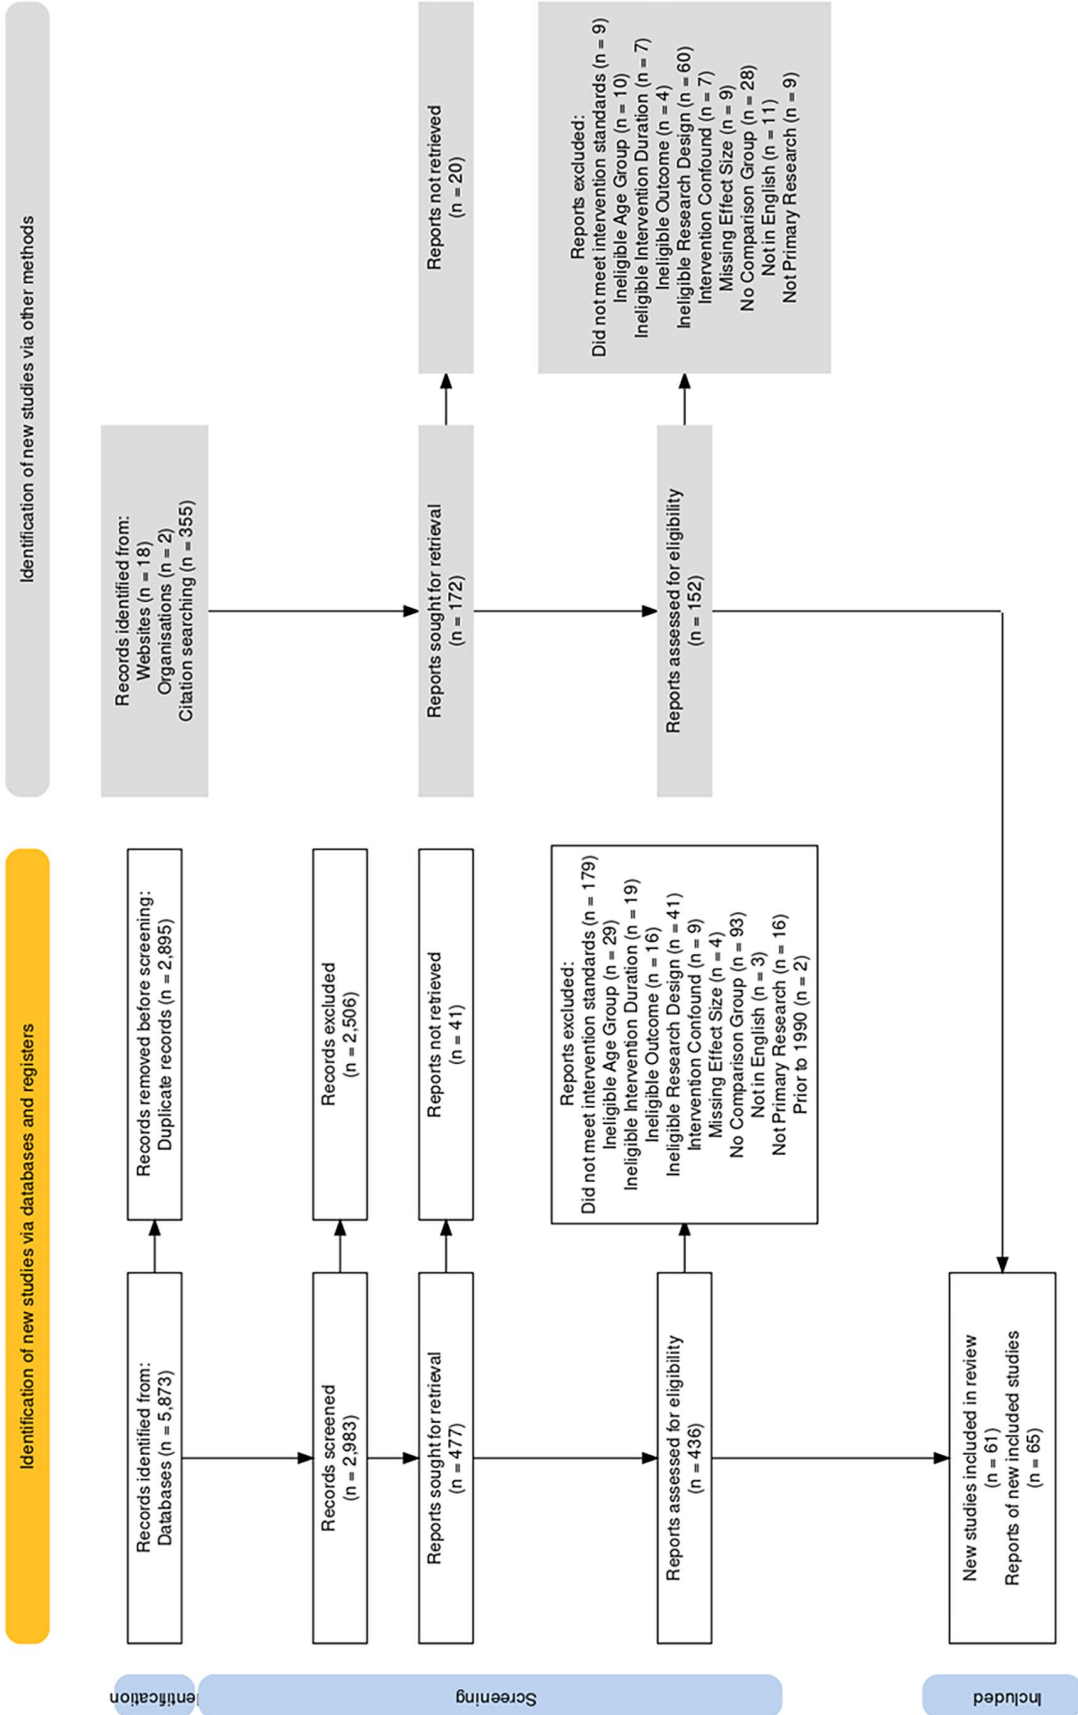 Identification of new studies via databases and registers
Identification of new studies via other methods
Identification
Records identified from:
Databases (n = 5,873)
Records removed before screening:
Duplicate records (n = 2,895)
Records identified from:
Websites (n = 18)
Organisations (n = 2)
Citation searching (n = 355)
Screening
Records screened
(n = 2,983)
Records excluded
(n = 2,506)
Reports sought for retrieval
(n = 477)
Reports not retrieved
(n = 41)
Reports sought for retrieval
(n = 172)
Reports not retrieved
(n = 20)
Reports assessed for eligibility
(n = 436)
Reports excluded:
Did not meet intervention standards (n = 179)
Ineligible Age Group (n = 29)
Ineligible Intervention Duration (n = 19)
Ineligible Outcome (n = 16)
Ineligible Research Design (n = 41)
Intervention Confound (n = 9)
Missing Effect Size (n = 4)
No Comparison Group (n = 93)
Not in English (n = 3)
Not Primary Research (n = 16)
Prior to 1990 (n = 2)
Reports assessed for eligibility
(n = 152)
Reports excluded:
Did not meet intervention standards (n = 9)
Ineligible Age Group (n = 10)
Ineligible Intervention Duration (n = 7)
Ineligible Outcome (n = 4)
Ineligible Research Design (n = 60)
Intervention Confound (n = 7)
Missing Effect Size (n = 9)
No Comparison Group (n = 28)
Not in English (n = 11)
Not Primary Research (n = 9)
Included
New studies included in review
(n = 61)
Reports of new included studies
(n = 65)